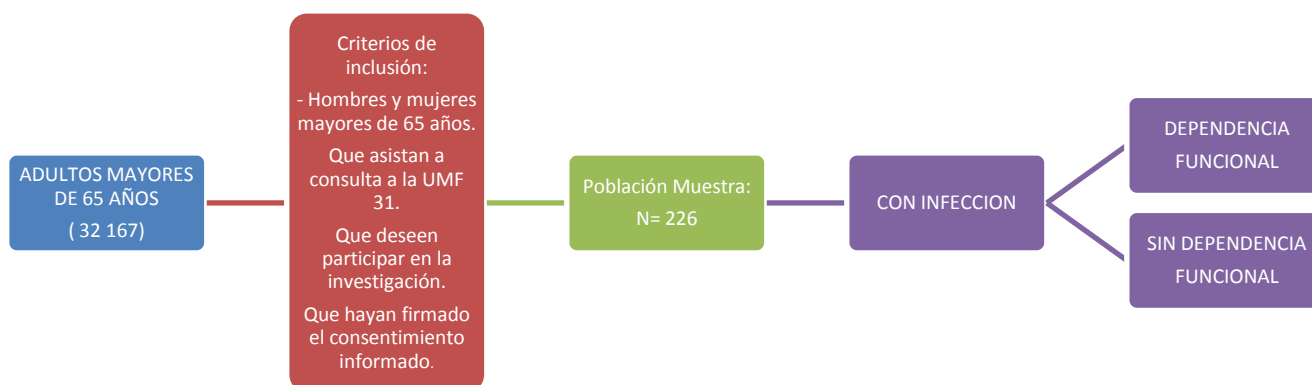 ADULTOS MAYORES
DE 65 AÑOS
( 32 167)
Criterios de
inclusión:
- Hombres y mujeres
mayores de 65 años.
Que asistan a
consulta a la UMF
31.
Que deseen
participar en la
investigación.
Que hayan firmado
el consentimiento
informado.
Población Muestra:
N= 226
CON INFECCION
DEPENDENCIA
FUNCIONAL
SIN DEPENDENCIA
FUNCIONAL